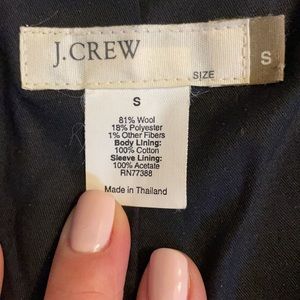 J.CREW
SIZE
S
S
81% Wool
18% Polyester
1% Other Fibers
Body Lining:
100% Cotton
Sleeve Lining:
100% Acetate
RN77388
Made in Thailand